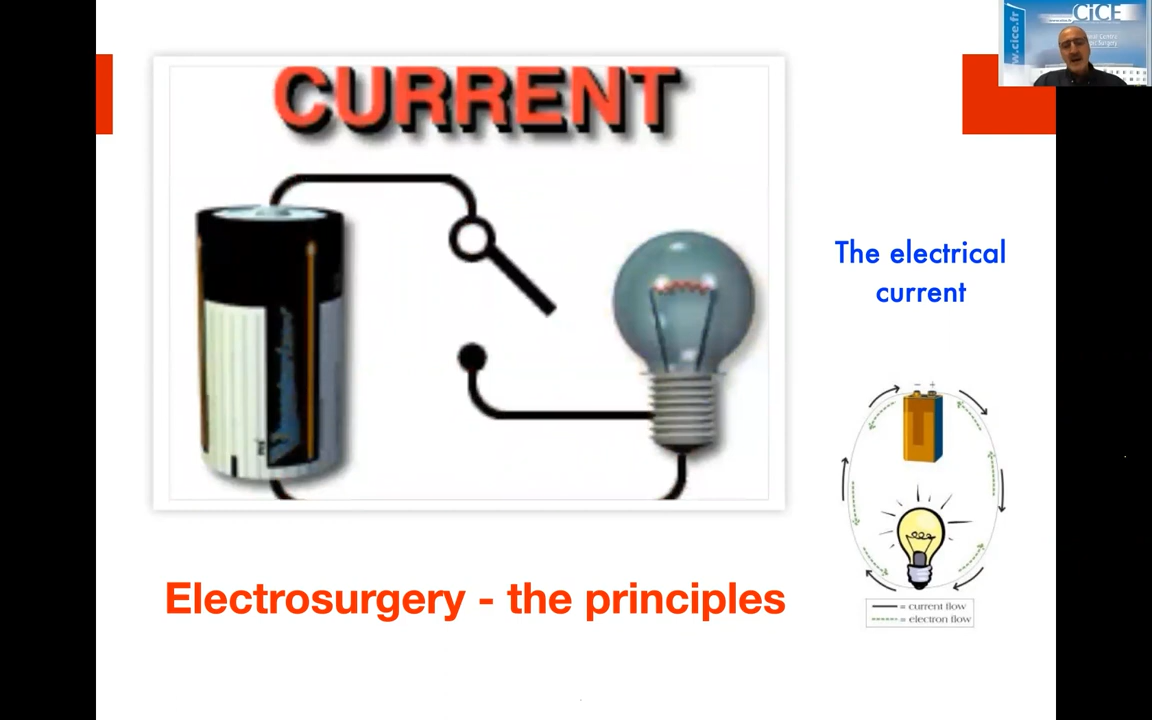 CURRENT
The electrical
current
- +
= current flow
= electron flow
Electrosurgery - the principles
CiCE
www.cice.fr